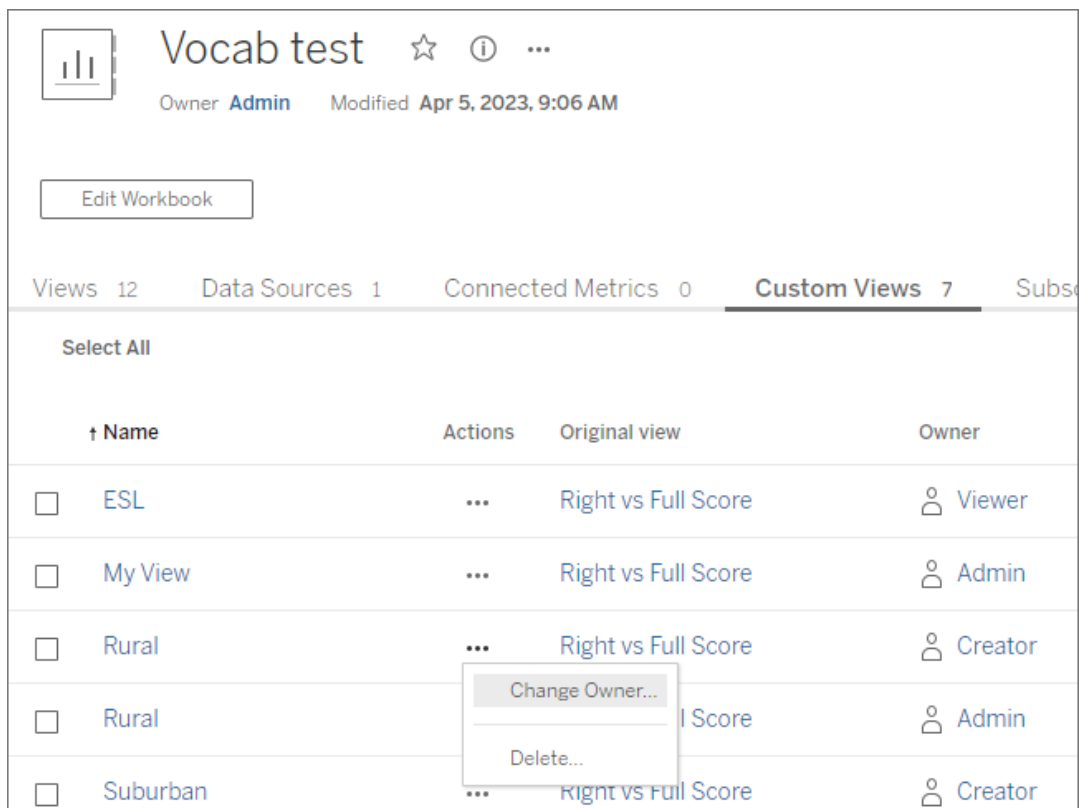 Vocab test
Owner Admin Modified Apr 5, 2023, 9:06 AM
Edit Workbook
Views 12 Data Sources 1 Connected Metrics 0 Custom Views 7
Select All
↑ Name Actions Original view Owner
ESL ••• Right vs Full Score Viewer
My View ••• Right vs Full Score Admin
Rural ••• Right vs Full Score Creator
Change Owner...
Rural l Score Admin
Delete...
Suburban ••• Right vs Full Score Creator